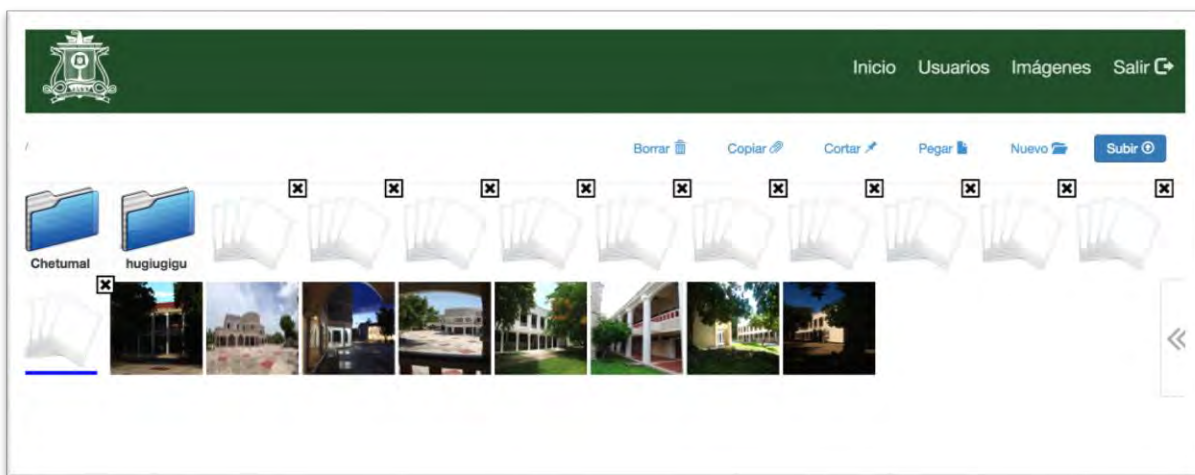 Inicio Usuarios Imágenes Salir
/
Borrar Copiar Cortar Pegar Nuevo Subir
Chetumal hugiugigu